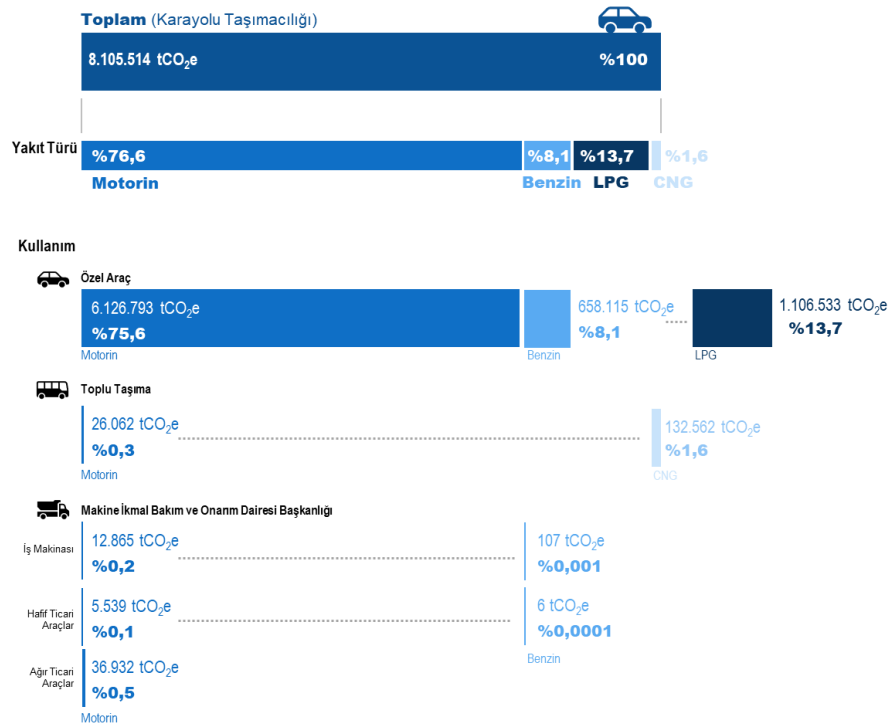 Toplam (Karayolu Taşımacılığı)
8.105.514 tCO₂e %100
Yakıt Türü
%76,6 %8,1 %13,7 %1,6
Motorin Benzin LPG CNG
Kullanım
Özel Araç
6.126.793 tCO₂e 658.115 tCO₂e 1.106.533 tCO₂e
%75,6 %8,1 %13,7
Motorin Benzin LPG
Toplu Taşıma
26.062 tCO₂e 132.562 tCO₂e
%0,3 %1,6
Motorin CNG
Makine İkmal Bakım ve Onarım Dairesi Başkanlığı
İş Makinası
12.865 tCO₂e 107 tCO₂e
%0,2 %0,001
Hafif Ticari
Araçlar
5.539 tCO₂e 6 tCO₂e
%0,1 %0,0001
Benzin
Ağır Ticari
Araçlar
36.932 tCO₂e
%0,5
Motorin